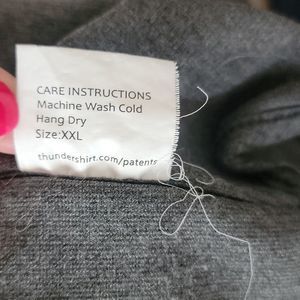 CARE INSTRUCTIONS
Machine Wash Cold
Hang Dry
Size:XXL
thundershirt.com/patents